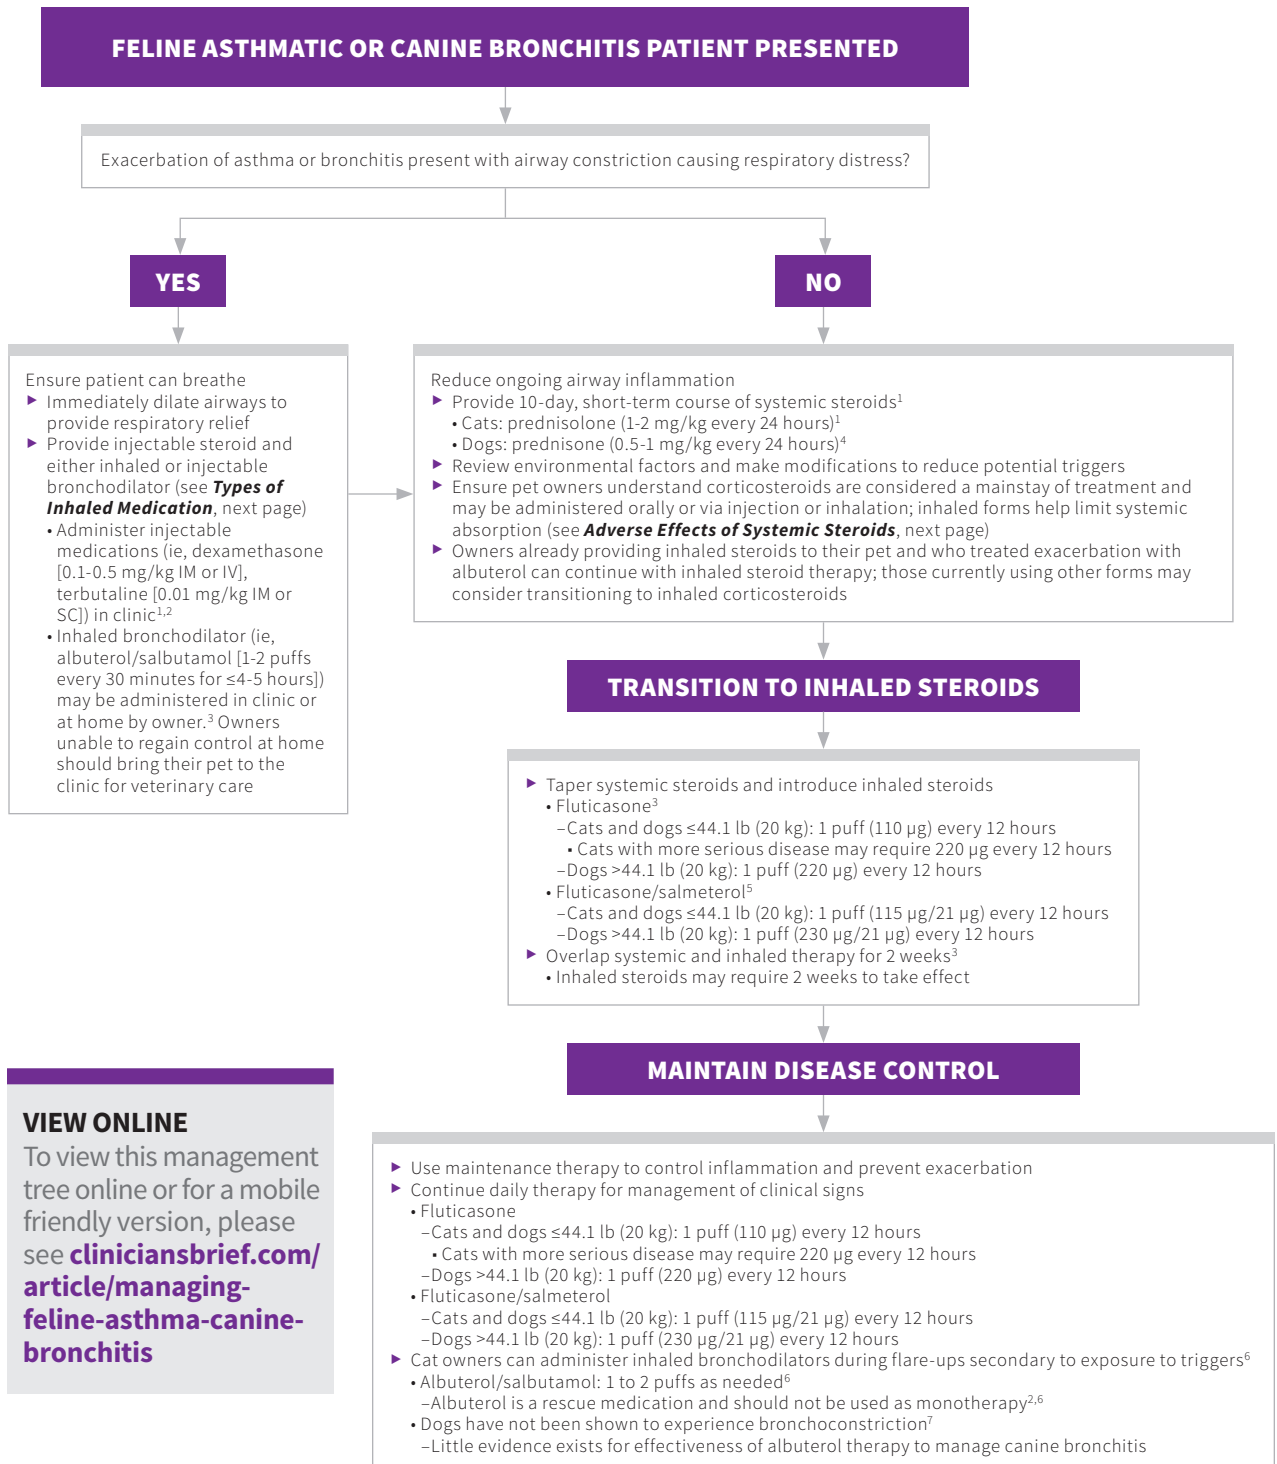 FELINE ASTHMATIC OR CANINE BRONCHITIS PATIENT PRESENTED
Exacerbation of asthma or bronchitis present with airway constriction causing respiratory distress?
YES
NO
Ensure patient can breathe
► Immediately dilate airways to
provide respiratory relief
► Provide injectable steroid and
either inhaled or injectable
bronchodilator (see Types of
Inhaled Medication, next page)
• Administer injectable
medications (ie, dexamethasone
[0.1-0.5 mg/kg IM or IV],
terbutaline [0.01 mg/kg IM or
SC]) in clinic1,2
• Inhaled bronchodilator (ie,
albuterol/salbutamol [1-2 puffs
every 30 minutes for ≤4-5 hours])
may be administered in clinic or
at home by owner.3 Owners
unable to regain control at home
should bring their pet to the
clinic for veterinary care
Reduce ongoing airway inflammation
► Provide 10-day, short-term course of systemic steroids1
• Cats: prednisolone (1-2 mg/kg every 24 hours)1
• Dogs: prednisone (0.5-1 mg/kg every 24 hours)4
► Review environmental factors and make modifications to reduce potential triggers
► Ensure pet owners understand corticosteroids are considered a mainstay of treatment and
may be administered orally or via injection or inhalation; inhaled forms help limit systemic
absorption (see Adverse Effects of Systemic Steroids, next page)
► Owners already providing inhaled steroids to their pet and who treated exacerbation with
albuterol can continue with inhaled steroid therapy; those currently using other forms may
consider transitioning to inhaled corticosteroids
TRANSITION TO INHALED STEROIDS
► Taper systemic steroids and introduce inhaled steroids
• Fluticasone3
–Cats and dogs ≤44.1 lb (20 kg): 1 puff (110 µg) every 12 hours
▪ Cats with more serious disease may require 220 µg every 12 hours
–Dogs >44.1 lb (20 kg): 1 puff (220 µg) every 12 hours
• Fluticasone/salmeterol5
–Cats and dogs ≤44.1 lb (20 kg): 1 puff (115 µg/21 µg) every 12 hours
–Dogs >44.1 lb (20 kg): 1 puff (230 µg/21 µg) every 12 hours
► Overlap systemic and inhaled therapy for 2 weeks3
• Inhaled steroids may require 2 weeks to take effect
MAINTAIN DISEASE CONTROL
► Use maintenance therapy to control inflammation and prevent exacerbation
► Continue daily therapy for management of clinical signs
• Fluticasone
–Cats and dogs ≤44.1 lb (20 kg): 1 puff (110 µg) every 12 hours
▪ Cats with more serious disease may require 220 µg every 12 hours
–Dogs >44.1 lb (20 kg): 1 puff (220 µg) every 12 hours
• Fluticasone/salmeterol
–Cats and dogs ≤44.1 lb (20 kg): 1 puff (115 µg/21 µg) every 12 hours
–Dogs >44.1 lb (20 kg): 1 puff (230 µg/21 µg) every 12 hours
► Cat owners can administer inhaled bronchodilators during flare-ups secondary to exposure to triggers6
• Albuterol/salbutamol: 1 to 2 puffs as needed6
–Albuterol is a rescue medication and should not be used as monotherapy2,6
• Dogs have not been shown to experience bronchoconstriction7
–Little evidence exists for effectiveness of albuterol therapy to manage canine bronchitis
VIEW ONLINE
To view this management
tree online or for a mobile
friendly version, please
see cliniciansbrief.com/
article/managing-
feline-asthma-canine-
bronchitis